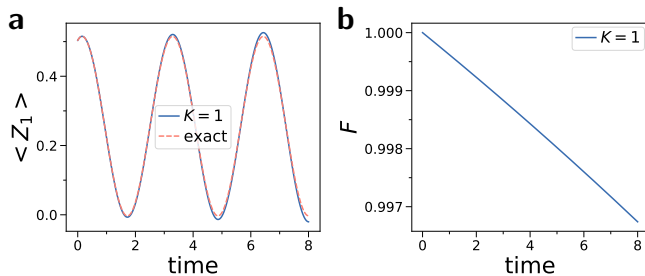 a
0.4
0.2
0.0
< Z₁ >
K = 1
exact
0 2 4 6 8
time
b
1.000
0.999
0.998
0.997
F
K = 1
0 2 4 6 8
time